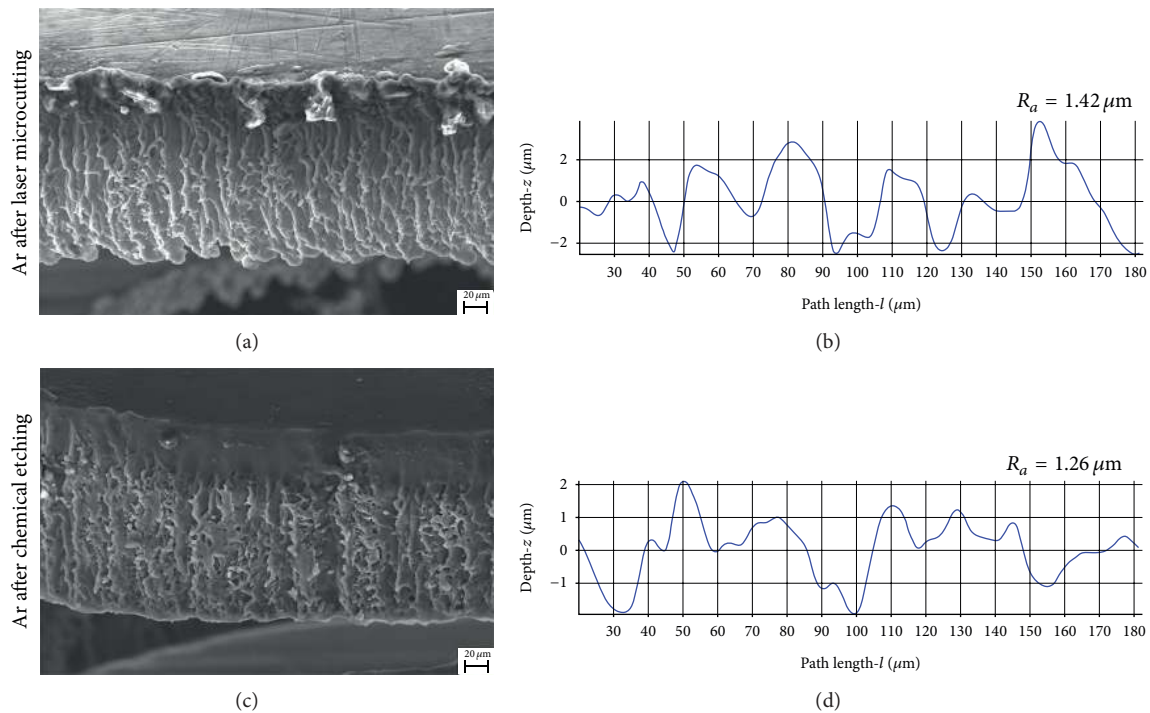 Ar after laser microcutting
20 μm
(a)
R_a = 1.42 μm
Depth-z (μm)
2
0
−2
30 40 50 60 70 80 90 100 110 120 130 140 150 160 170 180
Path length-l (μm)
(b)
Ar after chemical etching
20 μm
(c)
R_a = 1.26 μm
Depth-z (μm)
2
1
0
−1
30 40 50 60 70 80 90 100 110 120 130 140 150 160 170 180
Path length-l (μm)
(d)